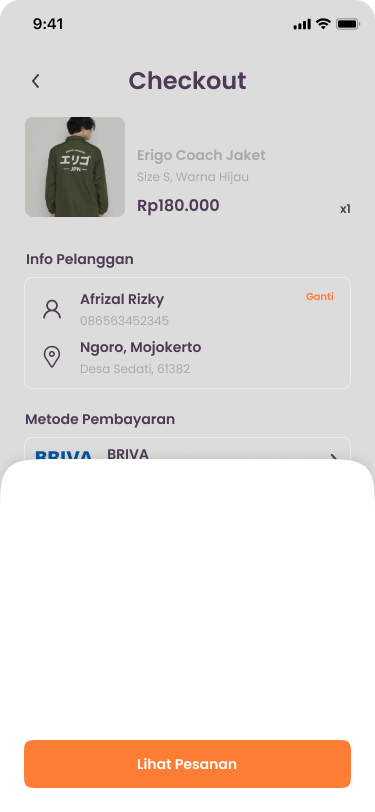 9:41
Checkout
エリゴ
JPN
Erigo Coach Jaket
Size S, Warna Hijau
Rp180.000
x1
Info Pelanggan
Afrizal Rizky
Ganti
086563452345
Ngoro, Mojokerto
Desa Sedati, 61382
Metode Pembayaran
BRIVA BRIVA
Lihat Pesanan